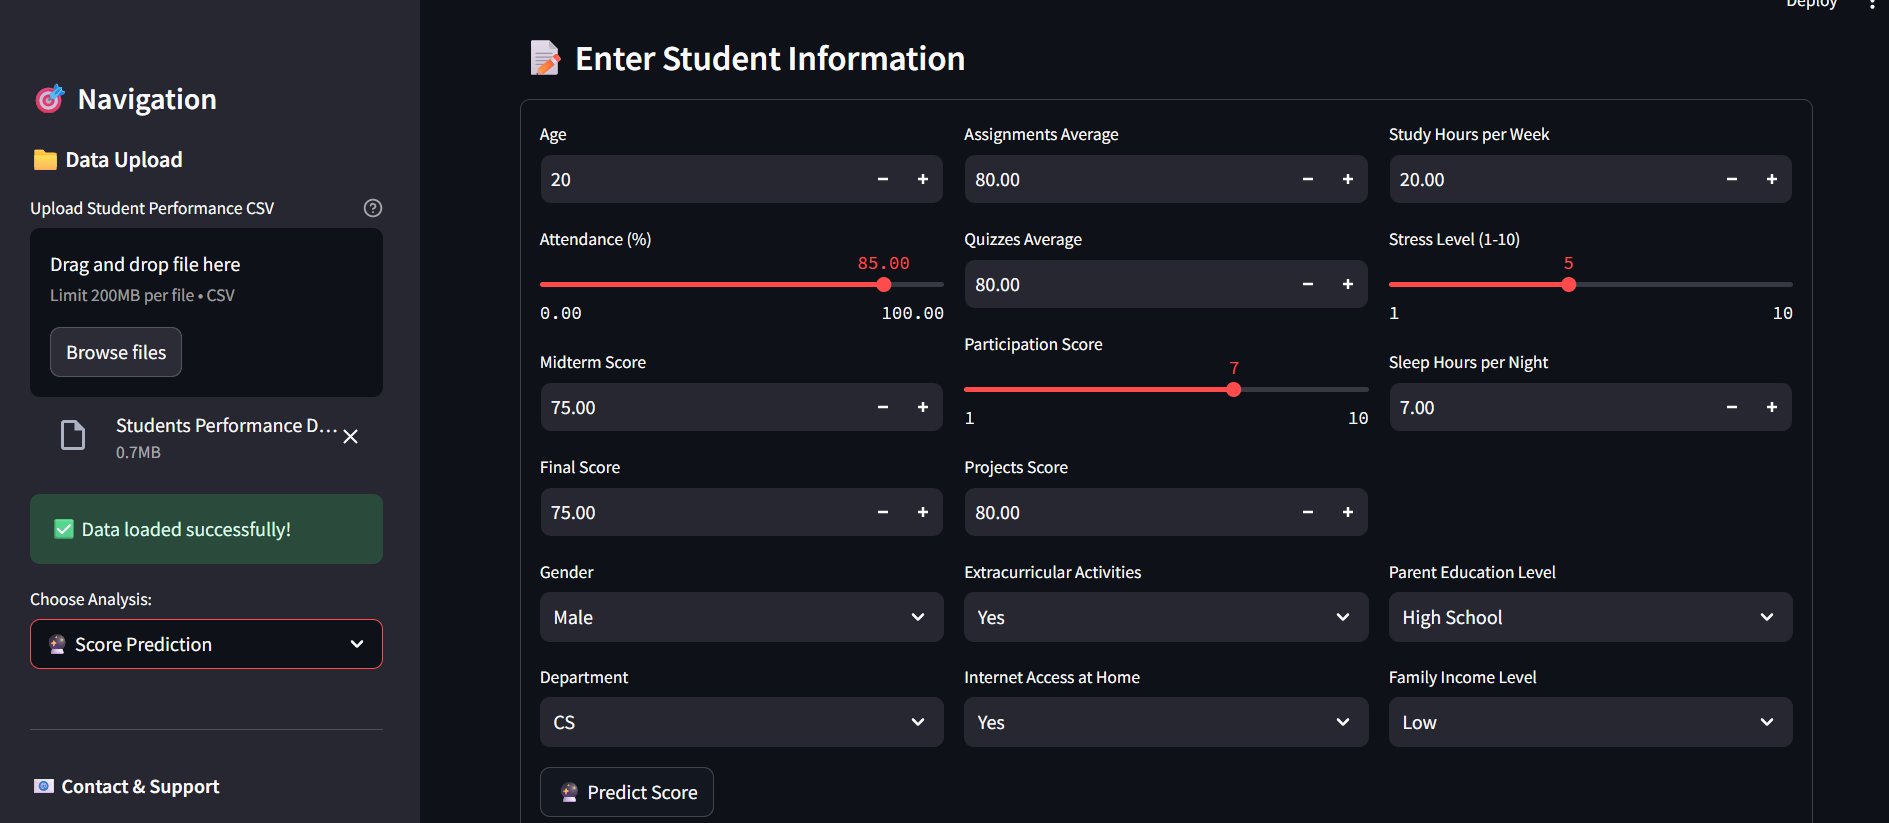 Deploy
Navigation
Data Upload
Upload Student Performance CSV
Drag and drop file here
Limit 200MB per file • CSV
Browse files
Students Performance D...
0.7MB
Data loaded successfully!
Choose Analysis:
Score Prediction
Contact & Support
Enter Student Information
Age
20
Attendance (%)
85.00
0.00 100.00
Midterm Score
75.00
Final Score
75.00
Assignments Average
80.00
Quizzes Average
80.00
Participation Score
7
1 10
Projects Score
80.00
Study Hours per Week
20.00
Stress Level (1-10)
5
1 10
Sleep Hours per Night
7.00
Gender
Male
Extracurricular Activities
Yes
Parent Education Level
High School
Department
CS
Internet Access at Home
Yes
Family Income Level
Low
Predict Score